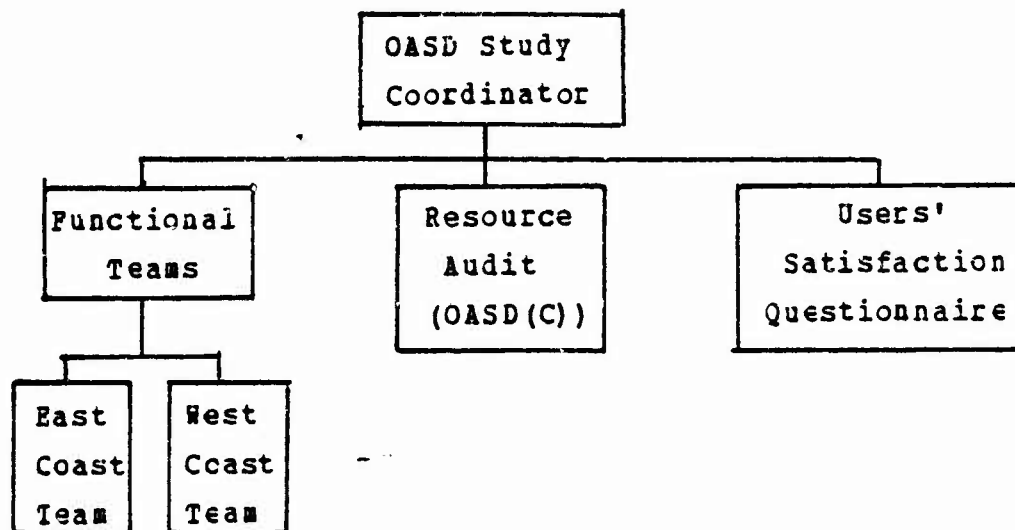 OASD Study
Coordinator
Functional
Teams
Resource
Audit
(OASD(C))
Users'
Satisfaction
Questionnaire
East
Coast
Team
West
Coast
Team